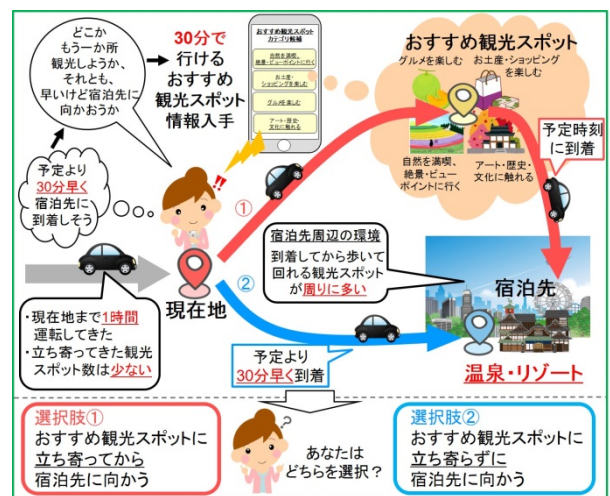 どこか
もう一か所
観光しようか、
それとも、
早いけど宿泊先に
向かおうか
30分で
行ける
おすすめ
観光スポット
情報入手
おすすめ観光スポット
カテゴリ候補
自然を満喫、
絶景・ビューポイントに行く
お土産・
ショッピングを楽しむ
グルメを楽しむ
アート・歴史・
文化に触れる
おすすめ観光スポット
グルメを楽しむ
お土産・ショッピング
を楽しむ
自然を満喫、
絶景・ビュー
ポイントに行く
アート・歴史・
文化に触れる
予定時刻
に到着
予定より
30分早く
宿泊先に
到着しそう
!!
①
②
現在地
・現在地まで1時間
運転してきた
・立ち寄ってきた観光
スポット数は少ない
宿泊先周辺の環境
到着してから歩いて
回れる観光スポット
が周りに多い
宿泊先
温泉・リゾート
予定より
30分早く到着
選択肢①
おすすめ観光スポットに
立ち寄ってから
宿泊先に向かう
?
あなたは
どちらを選択？
選択肢②
おすすめ観光スポットに
立ち寄らずに
宿泊先に向かう